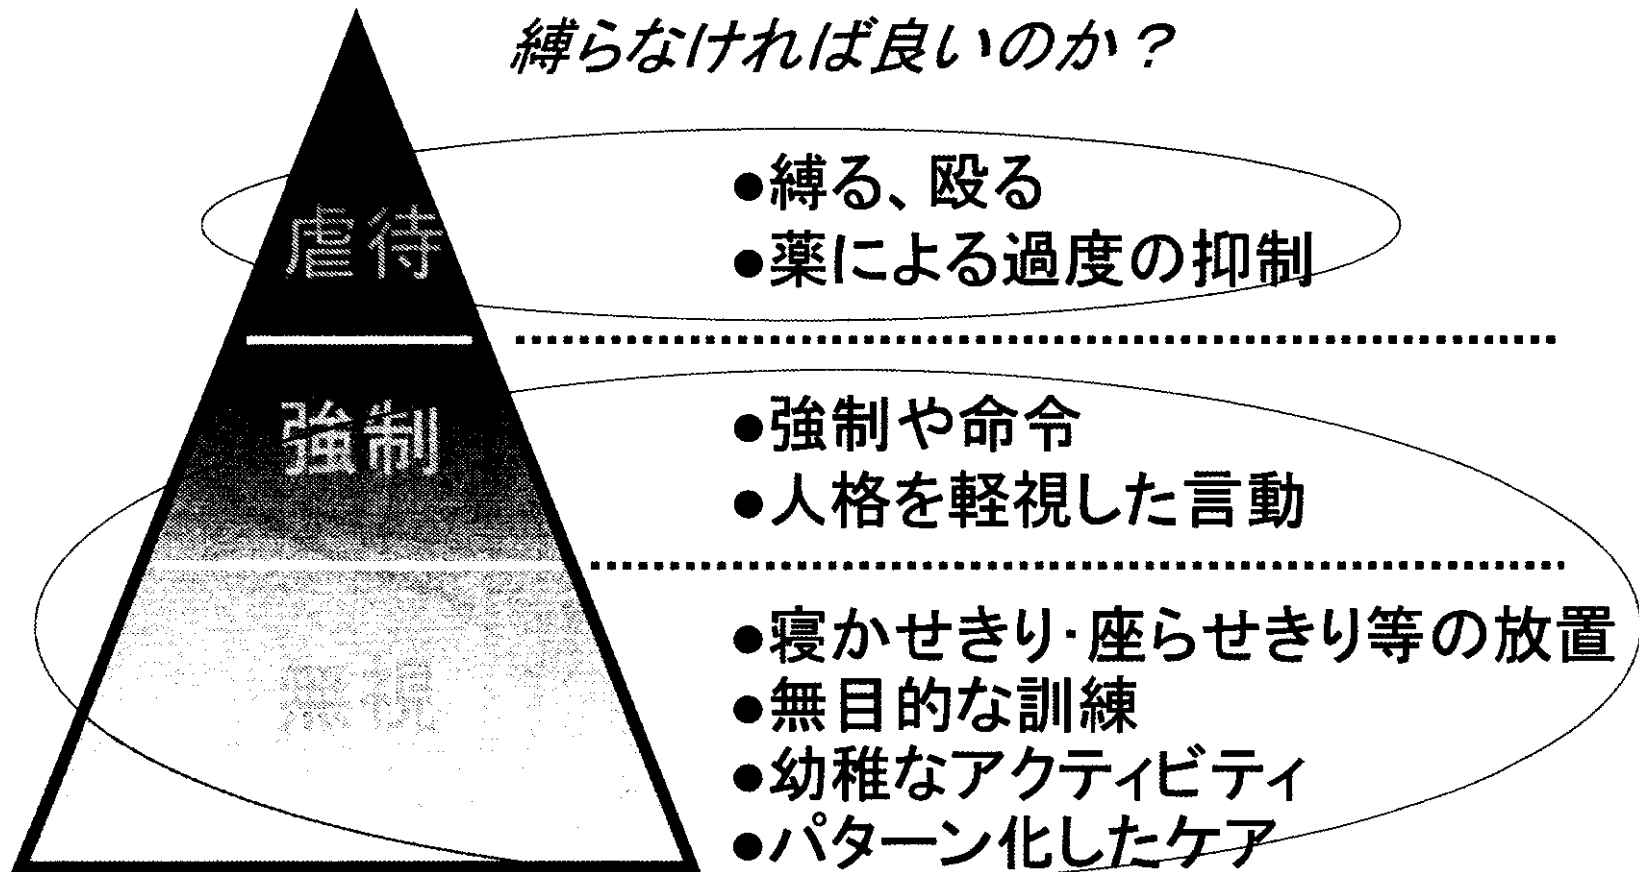 縛らなければ良いのか？
虐待
●縛る、殴る
●薬による過度の抑制
強制
●強制や命令
●人格を軽視した言動
無視
●寝かせきり・座らせきり等の放置
●無目的な訓練
●幼稚なアクティビティ
●パターン化したケア